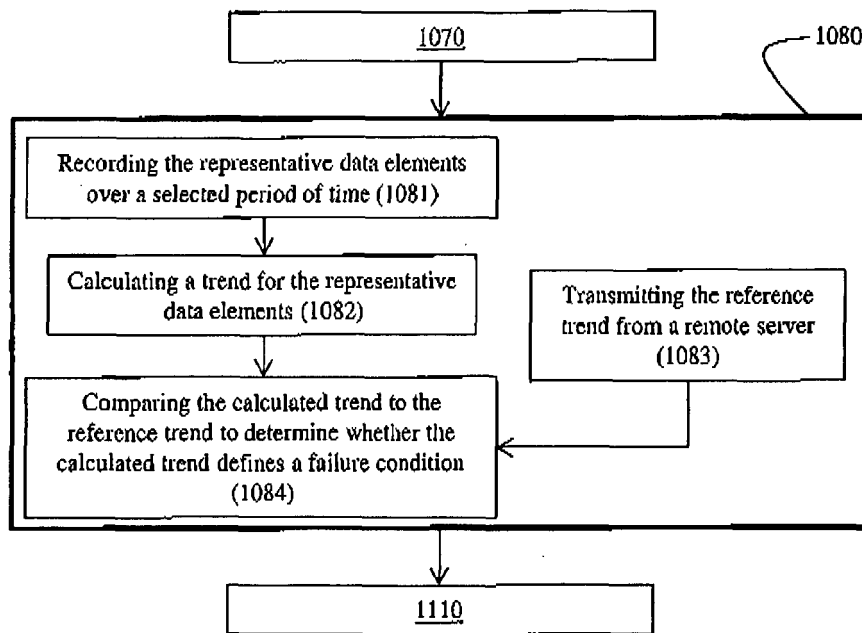 1070
1080
Recording the representative data elements
over a selected period of time (1081)
Calculating a trend for the representative
data elements (1082)
Transmitting the reference
trend from a remote server
(1083)
Comparing the calculated trend to the
reference trend to determine whether the
calculated trend defines a failure condition
(1084)
1110